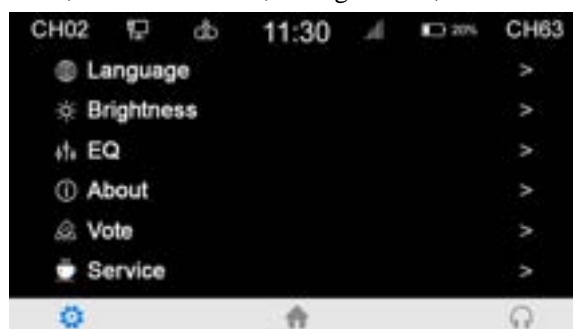 CH02 11:30 20% CH63
Language >
Brightness >
EQ >
About >
Vote >
Service >